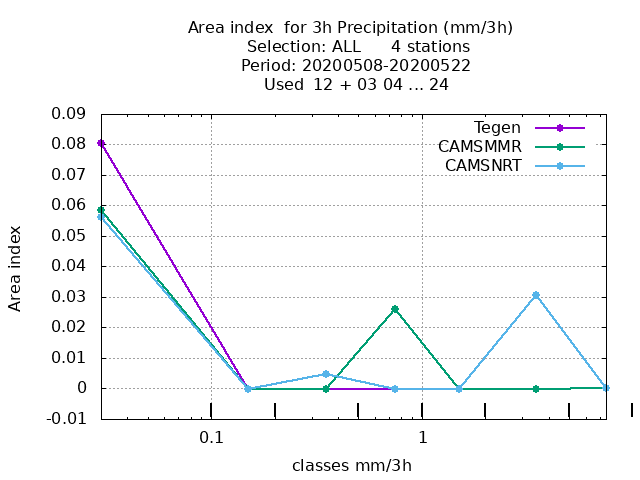 Area index  for 3h Precipitation (mm/3h)
Selection: ALL      4 stations
Period: 20200508-20200522
Used  12 + 03 04 ... 24
0.09
0.08
0.07
0.06
0.05
0.04
0.03
0.02
0.01
0
-0.01
Area index
Tegen
CAMSMMR
CAMSNRT
0.1
1
classes mm/3h